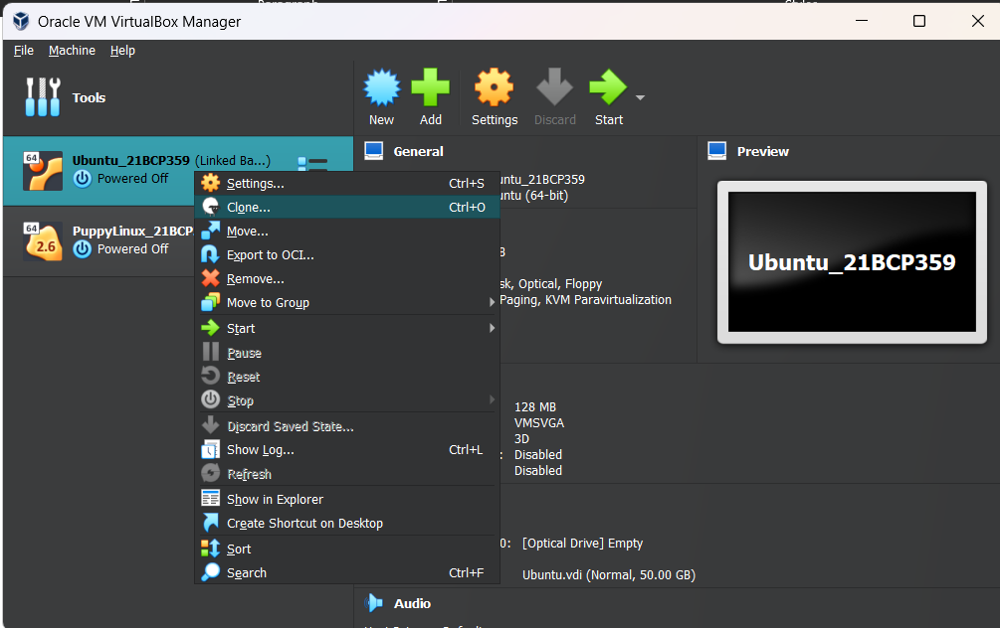 Oracle VM VirtualBox Manager
File Machine Help
Tools
New Add Settings Discard Start
64
Ubuntu_21BCP359 (Linked Ba...)
Powered Off
64
2.6
PuppyLinux_21BCP
Powered Off
Settings... Ctrl+S
Clone... Ctrl+O
Move...
Export to OCI...
Remove...
Move to Group
Start
Pause
Reset
Stop
Discard Saved State...
Show Log... Ctrl+L
Refresh
Show in Explorer
Create Shortcut on Desktop
Sort
Search Ctrl+F
General
untu_21BCP359
untu (64-bit)
B
sk, Optical, Floppy
Paging, KVM Paravirtualization
128 MB
VMSVGA
3D
: Disabled
Disabled
0: [Optical Drive] Empty
Ubuntu.vdi (Normal, 50.00 GB)
Audio
Preview
Ubuntu_21BCP359